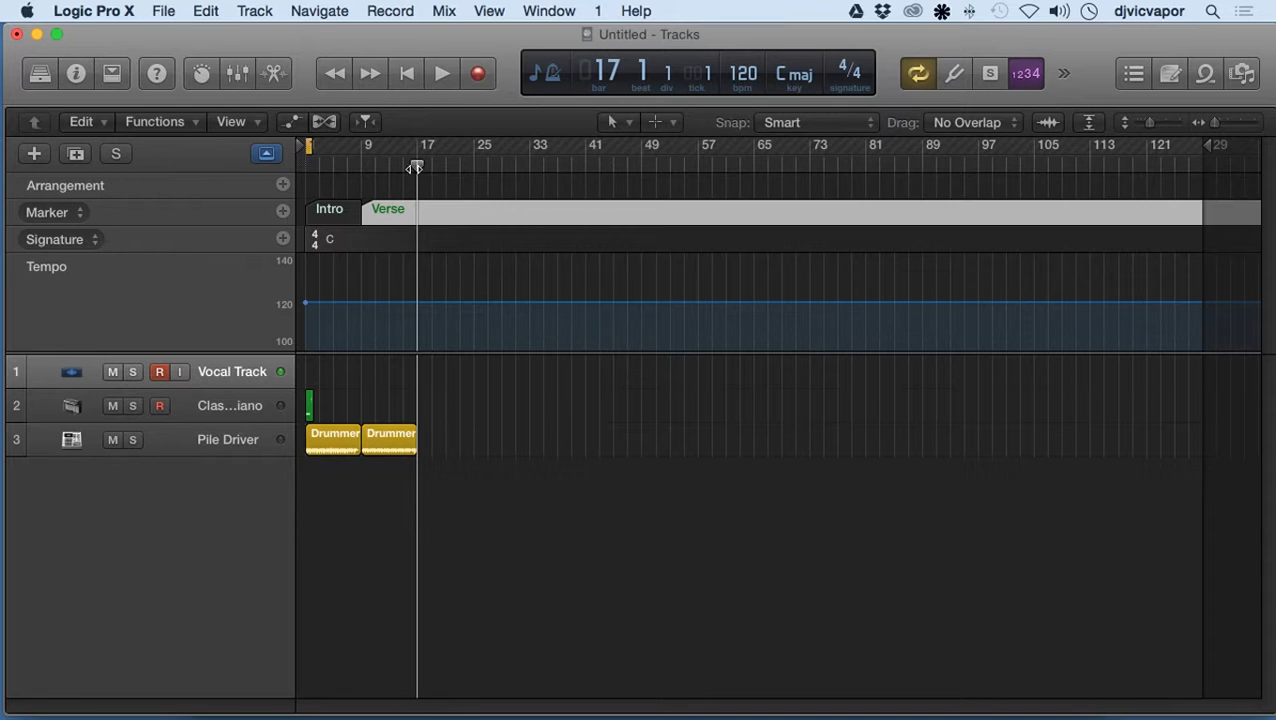 Logic Pro X File Edit Track Navigate Record Mix View Window 1 Help djvicvapor
Untitled - Tracks
17 1 1 1 120 C maj 4/4
bar beat div tick bpm key signature
S 1234
Edit Functions View Snap: Smart Drag: No Overlap
S 1 9 17 25 33 41 49 57 65 73 81 89 97 105 113 121 29
Arrangement
Marker Intro Verse
Signature 4 4 C
Tempo 140
120
100
1 M S R I Vocal Track
2 M S R Clas...iano
3 M S Pile Driver Drummer Drummer